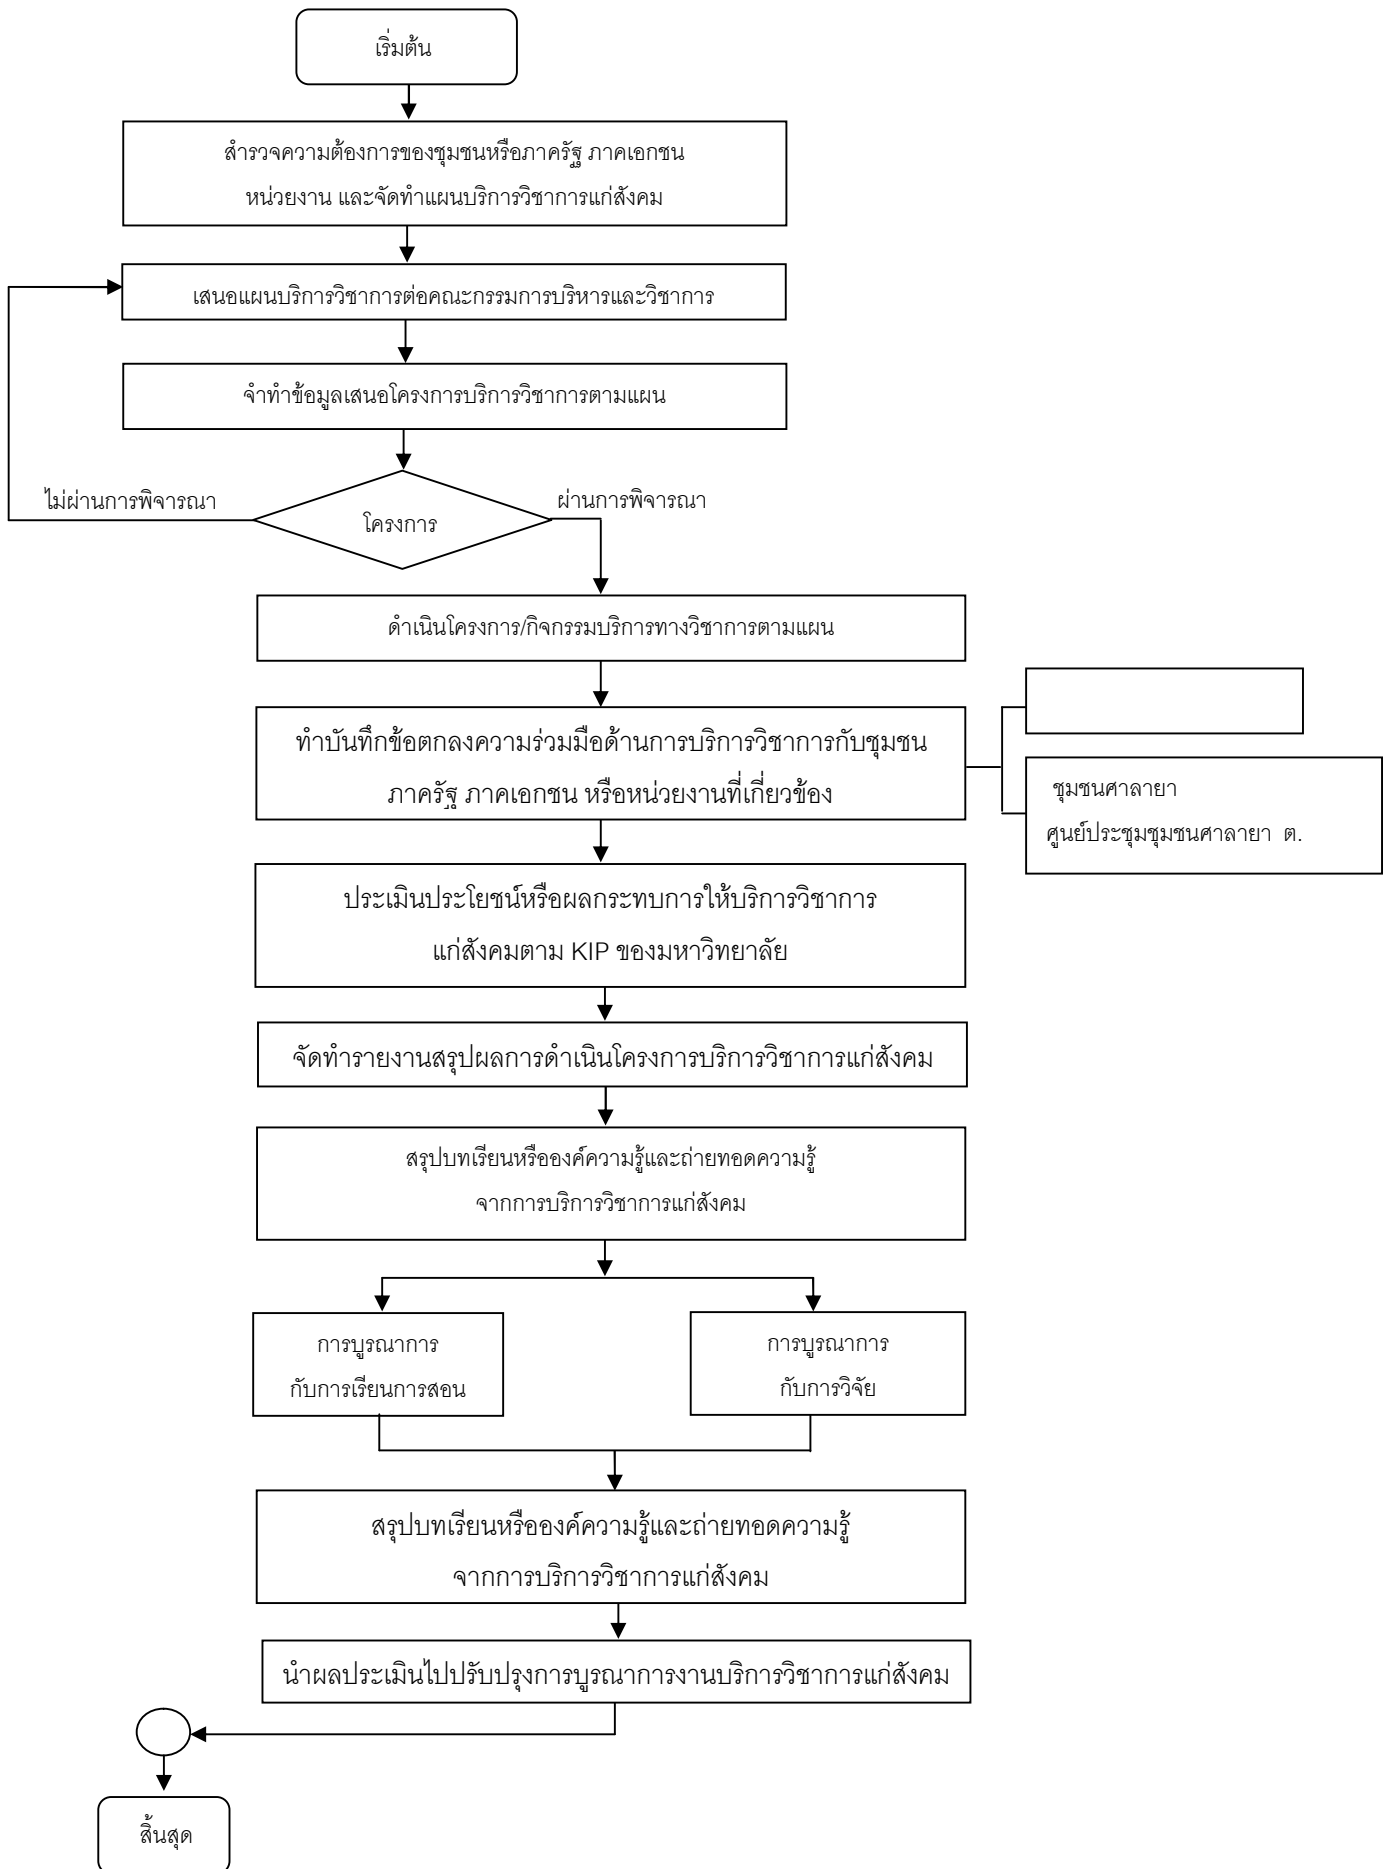 เริ่มต้น
สำรวจความต้องการของชุมชนหรือภาครัฐ ภาคเอกชน
หน่วยงาน และจัดทำแผนบริการวิชาการแก่สังคม
เสนอแผนบริการวิชาการต่อคณะกรรมการบริหารและวิชาการ
จำทำข้อมูลเสนอโครงการบริการวิชาการตามแผน
ไม่ผ่านการพิจารณา
ผ่านการพิจารณา
โครงการ
ดำเนินโครงการ/กิจกรรมบริการทางวิชาการตามแผน
ทำบันทึกข้อตกลงความร่วมมือด้านการบริการวิชาการกับชุมชน
ภาครัฐ ภาคเอกชน หรือหน่วยงานที่เกี่ยวข้อง
ชุมชนศาลายา
ศูนย์ประชุมชุมชนศาลายา ต.
ประเมินประโยชน์หรือผลกระทบการให้บริการวิชาการ
แก่สังคมตาม KIP ของมหาวิทยาลัย
จัดทำรายงานสรุปผลการดำเนินโครงการบริการวิชาการแก่สังคม
สรุปบทเรียนหรือองค์ความรู้และถ่ายทอดความรู้
จากการบริการวิชาการแก่สังคม
การบูรณาการ
กับการเรียนการสอน
การบูรณาการ
กับการวิจัย
สรุปบทเรียนหรือองค์ความรู้และถ่ายทอดความรู้
จากการบริการวิชาการแก่สังคม
นำผลประเมินไปปรับปรุงการบูรณาการงานบริการวิชาการแก่สังคม
สิ้นสุด